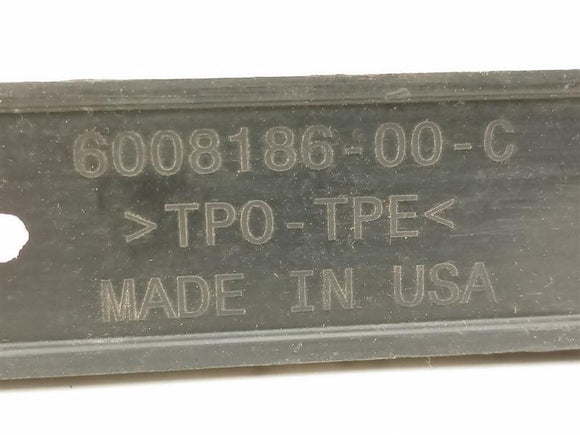 6008186-00-C
>TPO-TPE<
MADE IN USA